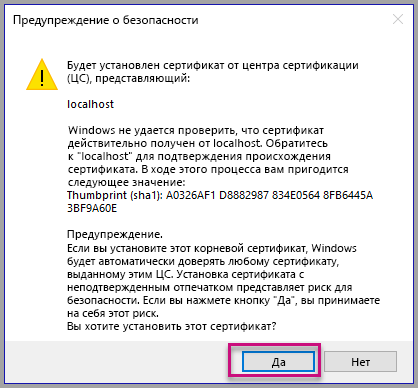 Предупреждение о безопасности
Будет установлен сертификат от центра сертификации
(ЦС), представляющий:
localhost
Windows не удается проверить, что сертификат
действительно получен от localhost. Обратитесь
к "localhost" для подтверждения происхождения
сертификата. В ходе этого процесса вам пригодится
следующее значение:
Thumbprint (sha1): A0326AF1 D8882987 834E0564 8FB6445A
3BF9A60E
Предупреждение.
Если вы установите этот корневой сертификат, Windows
будет автоматически доверять любому сертификату,
выданному этим ЦС. Установка сертификата с
неподтвержденным отпечатком представляет риск для
безопасности. Если вы нажмете кнопку "Да", вы принимаете
на себя этот риск.
Вы хотите установить этот сертификат?
Да
Нет